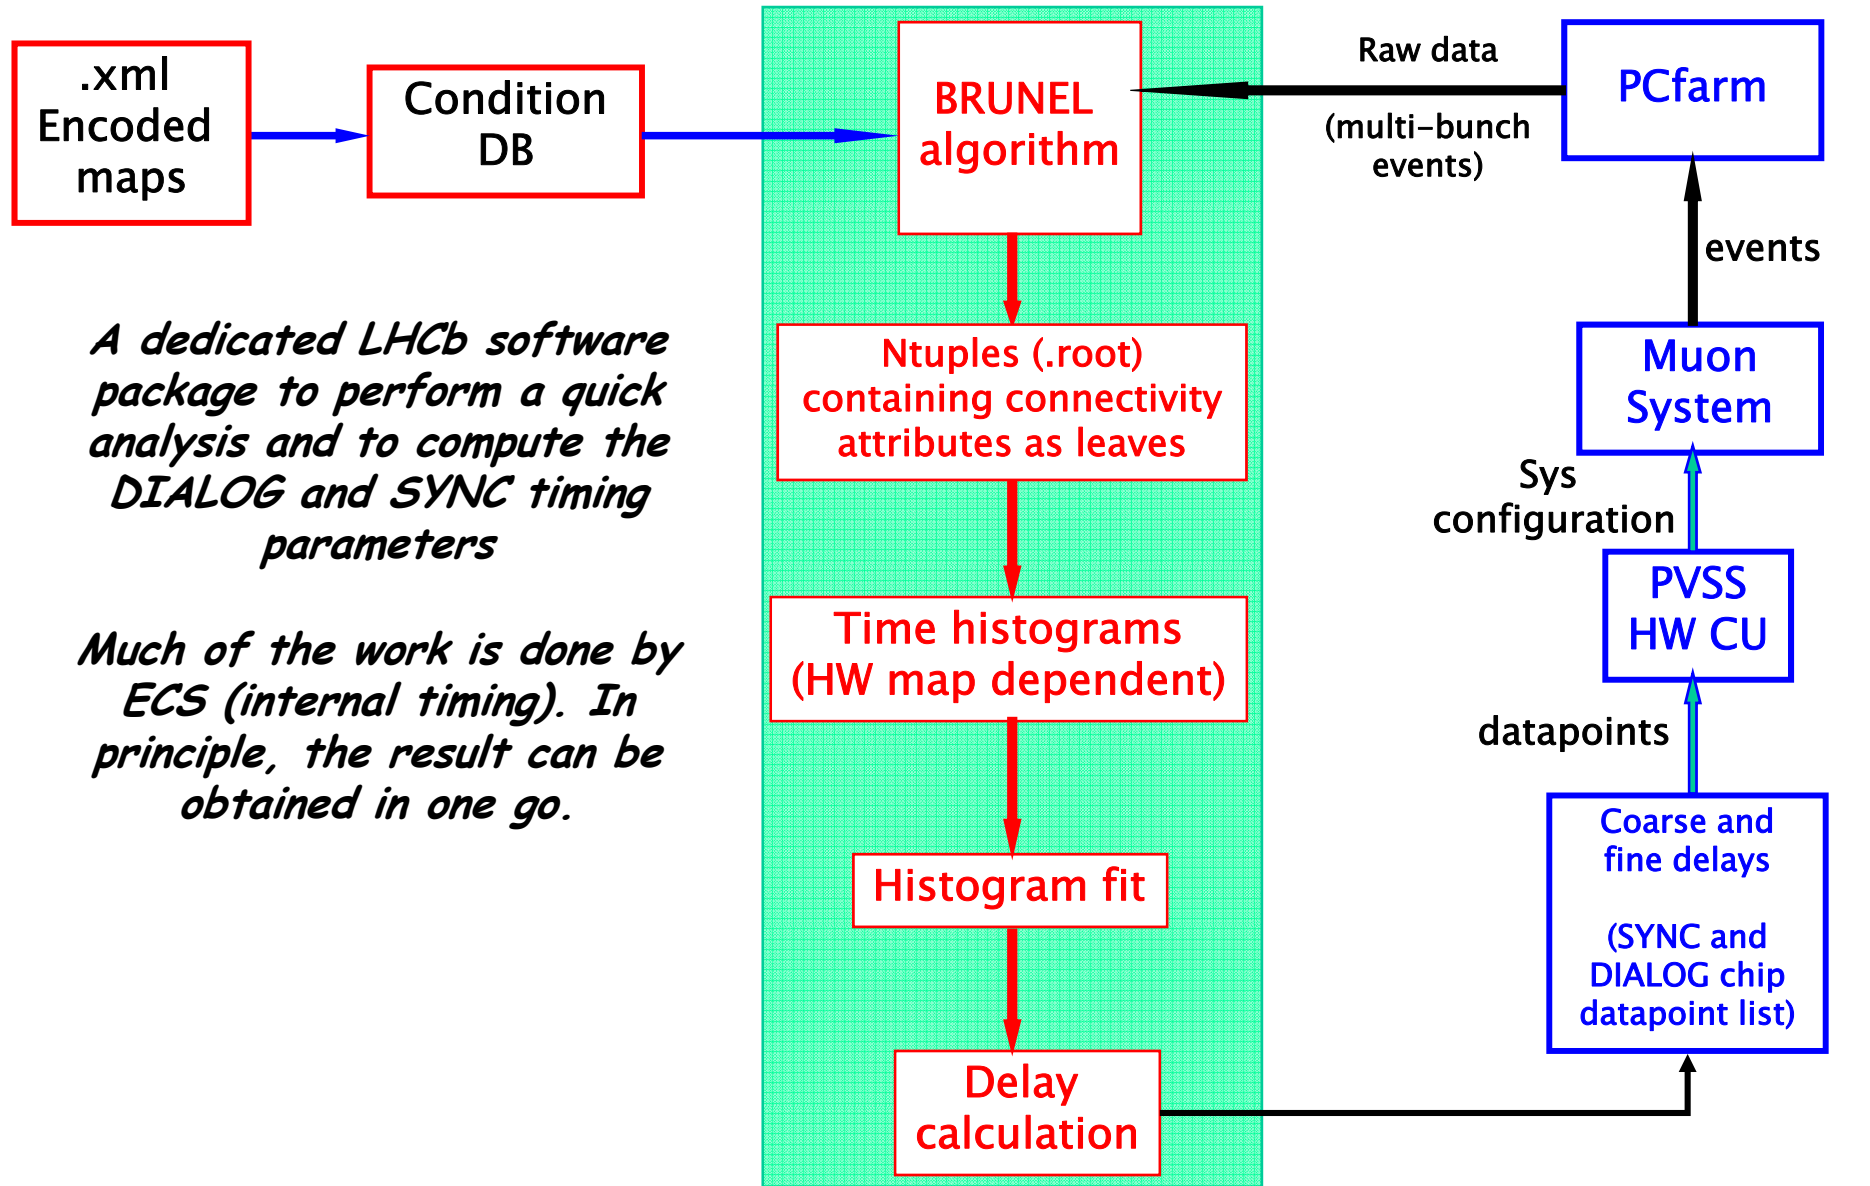 .xml
Encoded
maps
Condition
DB
BRUNEL
algorithm
Raw data
(multi-bunch
events)
PCfarm
events
A dedicated LHCb software
package to perform a quick
analysis and to compute the
DIALOG and SYNC timing
parameters
Much of the work is done by
ECS (internal timing). In
principle, the result can be
obtained in one go.
Ntuples (.root)
containing connectivity
attributes as leaves
Time histograms
(HW map dependent)
Histogram fit
Delay
calculation
Muon
System
Sys
configuration
PVSS
HW CU
datapoints
Coarse and
fine delays
(SYNC and
DIALOG chip
datapoint list)